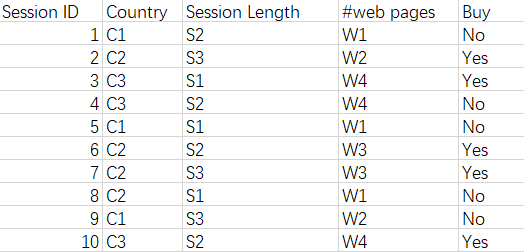 Session ID Country Session Length #web pages Buy
1 C1 S2 W1 No
2 C2 S3 W2 Yes
3 C3 S1 W4 Yes
4 C3 S2 W4 No
5 C1 S1 W1 No
6 C2 S2 W3 Yes
7 C2 S3 W3 Yes
8 C2 S1 W1 No
9 C1 S3 W2 No
10 C3 S2 W4 Yes